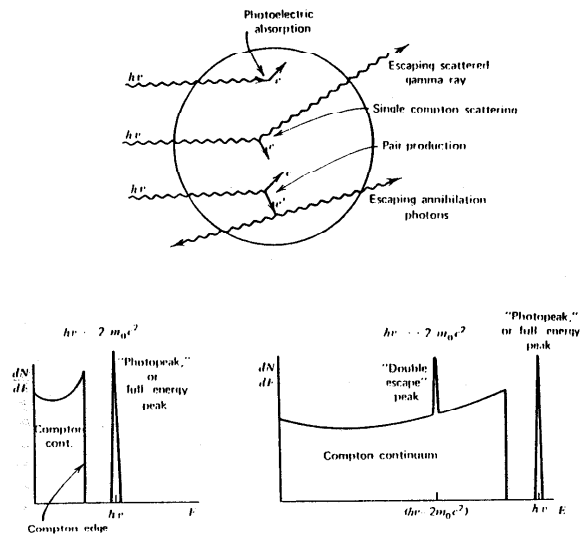 Photoelectric
absorption
hν
e
Escaping scattered
gamma ray
Single compton scattering
hν
e
Pair production
hν
e
Escaping annihilation
photons
hν 2 m₀c²
"Photopeak,"
or
full energy
peak
dN
dE
Compton
cont.
hν
E
Compton edge
hν 2 m₀c²
"Photopeak,"
or full energy
peak
dN
dE
"Double
escape"
peak
Compton continuum
(hν 2m₀c²)
hν
E